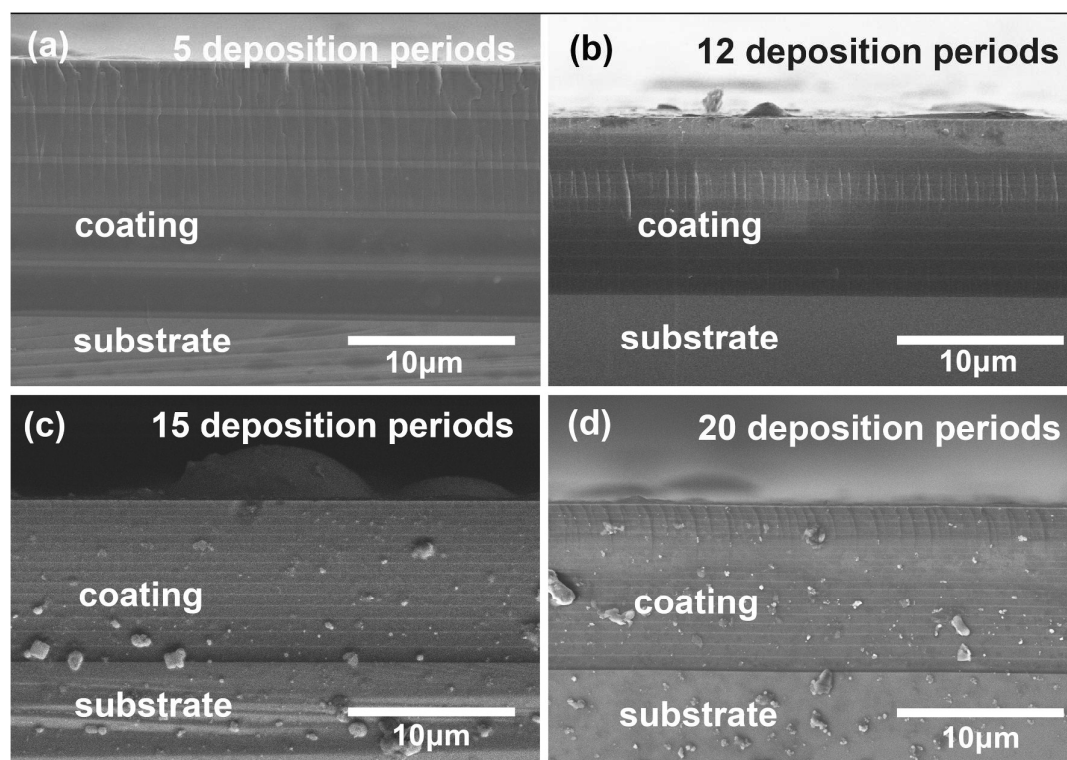 (a) 5 deposition periods
coating
substrate
10μm
(b) 12 deposition periods
coating
substrate
10μm
(c) 15 deposition periods
coating
substrate
10μm
(d) 20 deposition periods
coating
substrate
10μm